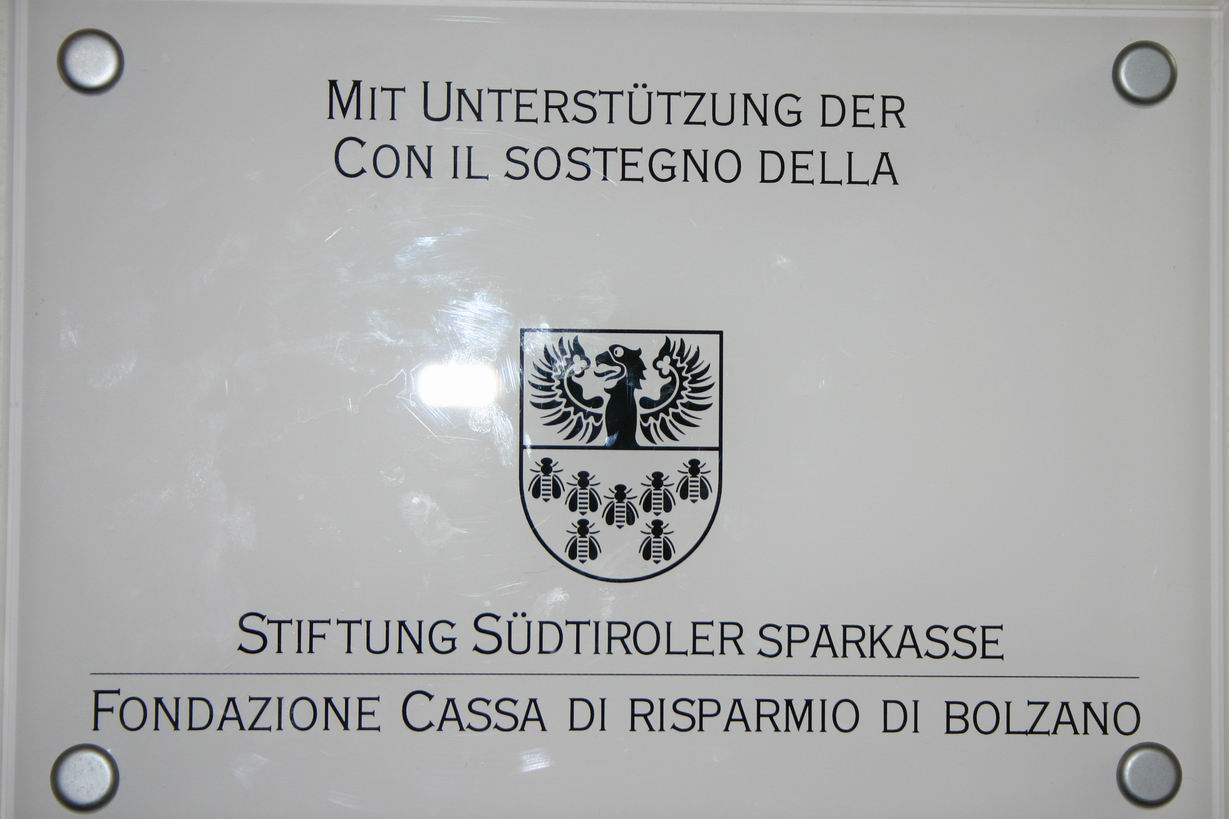 Mit Unterstützung der
Con il sostegno della
Stiftung Südtiroler Sparkasse
Fondazione Cassa di risparmio di Bolzano